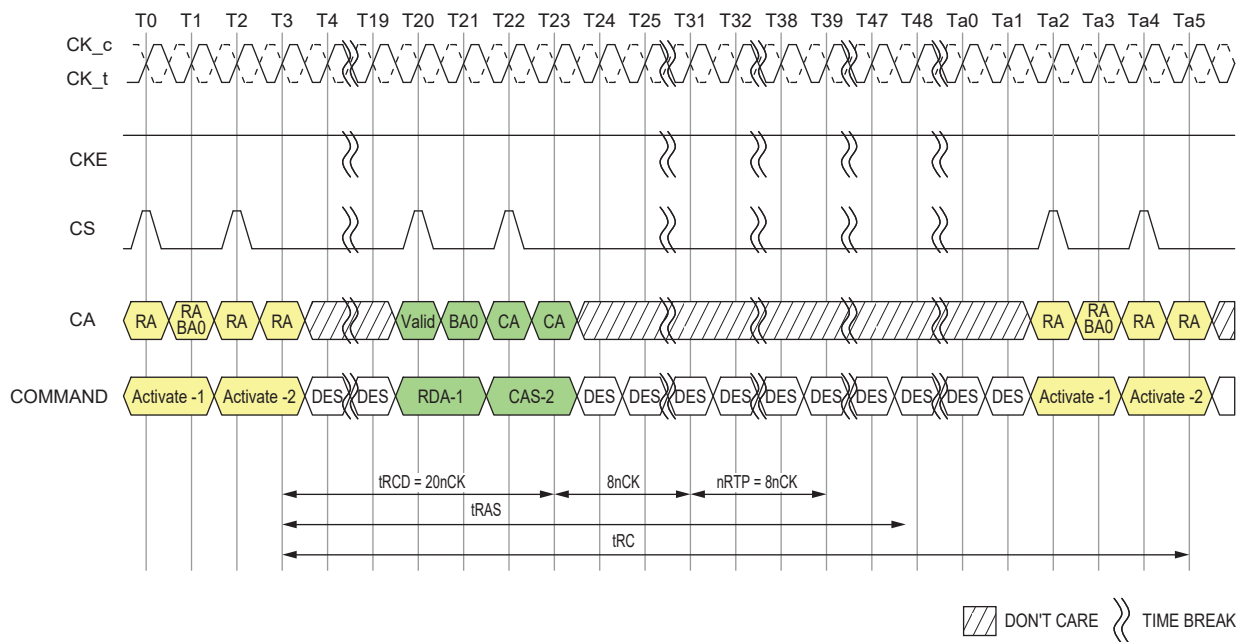 T0 T1 T2 T3 T4 T19 T20 T21 T22 T23 T24 T25 T31 T32 T38 T39 T47 T48 Ta0 Ta1 Ta2 Ta3 Ta4 Ta5
CK_c
CK_t
CKE
CS
CA RA RA BA0 RA RA Valid BA0 CA CA RA RA BA0 RA RA
COMMAND Activate -1 Activate -2 DES DES RDA-1 CAS-2 DES DES DES DES DES DES DES DES DES DES Activate -1 Activate -2
tRCD = 20nCK 8nCK nRTP = 8nCK
tRAS
tRC
DON'T CARE TIME BREAK